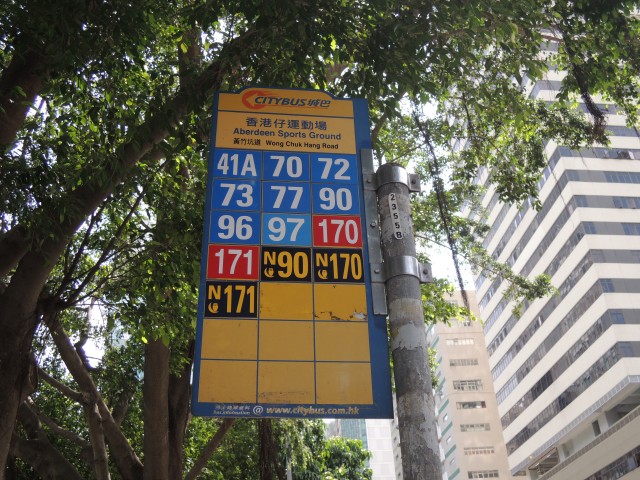 CITYBUS 城巴
香港仔運動場
Aberdeen Sports Ground
黃竹坑道 Wong Chuk Hang Road
41A 70 72
73 77 90
96 97 170
171 N90 N170
N171
@ www.citybus.com.hk
2355B